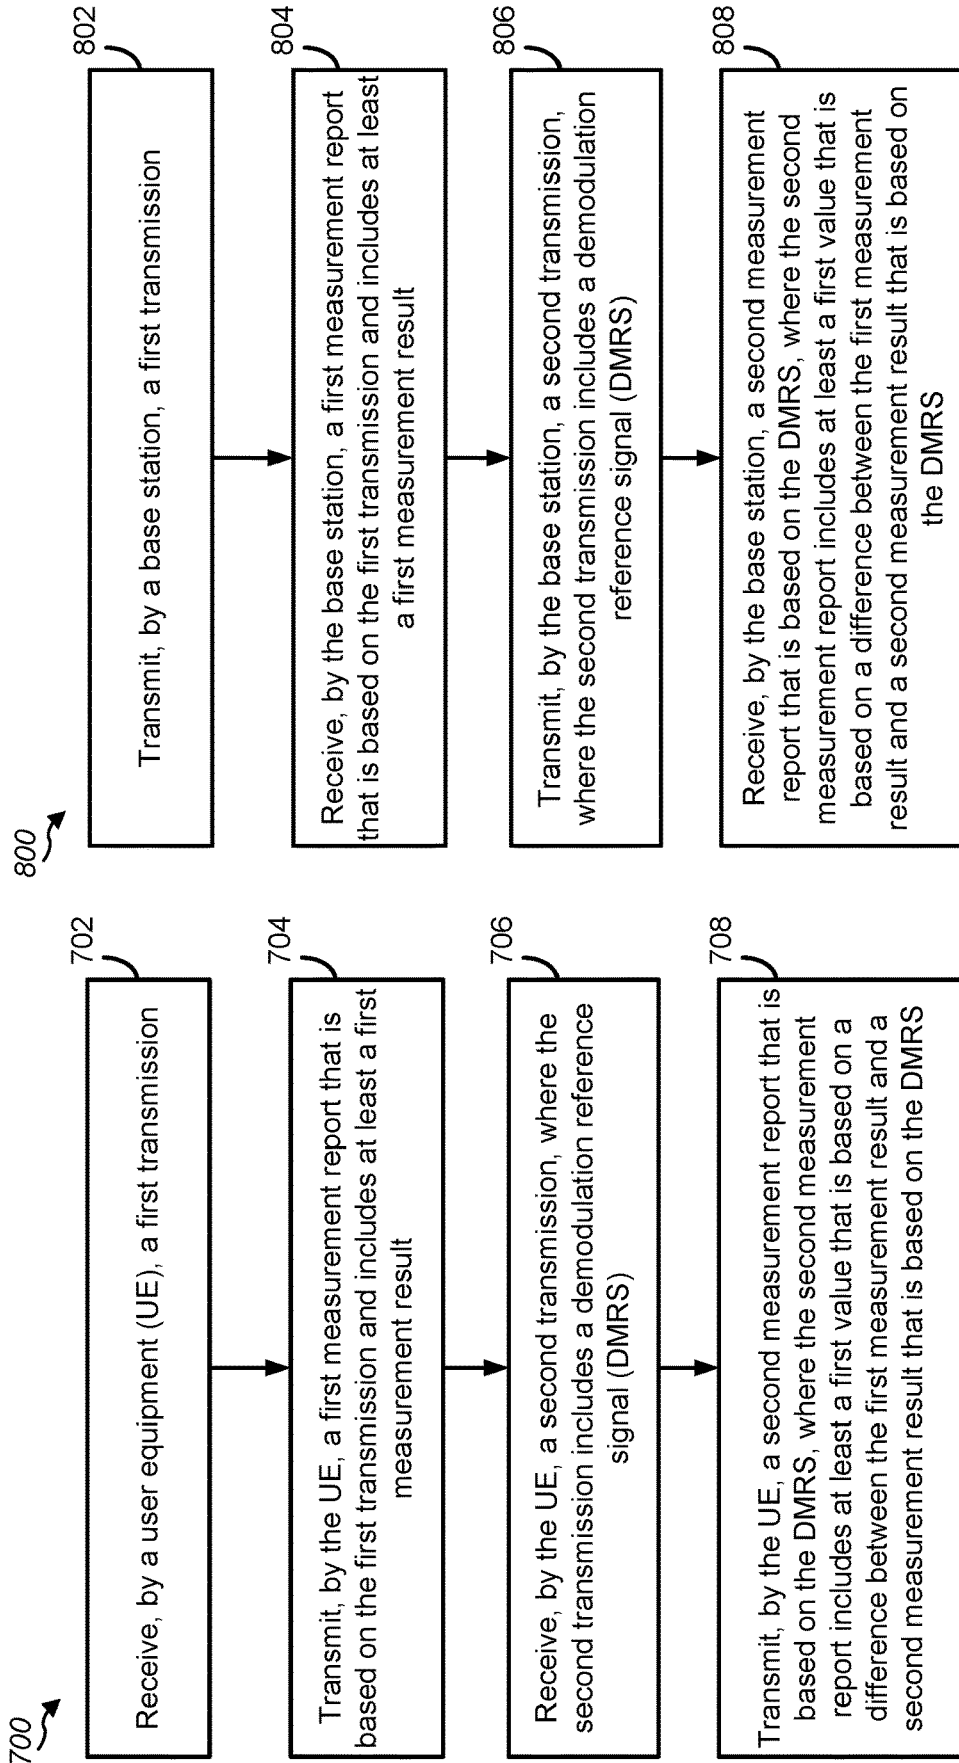 700
702
Receive, by a user equipment (UE), a first transmission
704
Transmit, by the UE, a first measurement report that is
based on the first transmission and includes at least a first
measurement result
706
Receive, by the UE, a second transmission, where the
second transmission includes a demodulation reference
signal (DMRS)
708
Transmit, by the UE, a second measurement report that is
based on the DMRS, where the second measurement
report includes at least a first value that is based on a
difference between the first measurement result and a
second measurement result that is based on the DMRS
800
802
Transmit, by a base station, a first transmission
804
Receive, by the base station, a first measurement report
that is based on the first transmission and includes at least
a first measurement result
806
Transmit, by the base station, a second transmission,
where the second transmission includes a demodulation
reference signal (DMRS)
808
Receive, by the base station, a second measurement
report that is based on the DMRS, where the second
measurement report includes at least a first value that is
based on a difference between the first measurement
result and a second measurement result that is based on
the DMRS